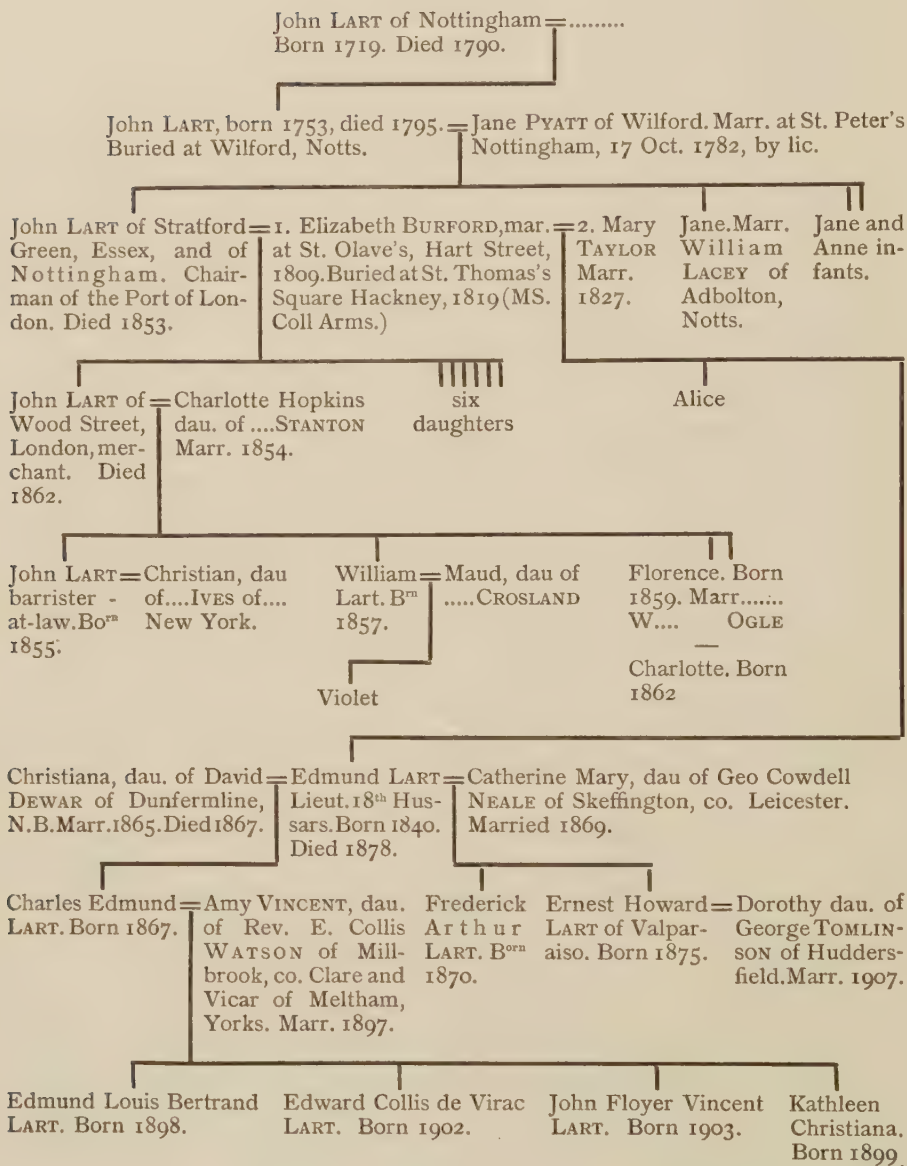 John LART of Nottingham = .........
Born 1719. Died 1790.
John LART, born 1753, died 1795. = Jane PYATT of Wilford. Marr. at St. Peter's
Buried at Wilford, Notts.
Nottingham, 17 Oct. 1782, by lic.
John LART of Stratford =
Green, Essex, and of
Nottingham. Chair-
man of the Port of Lon-
don. Died 1853.
1. Elizabeth BURFORD, mar. =
at St. Olave's, Hart Street,
1809. Buried at St. Thomas's
Square Hackney, 1819 (MS.
Coll Arms.)
2. Mary
TAYLOR
Marr.
1827.
Jane. Marr.
William
LACEY of
Adbolton,
Notts.
Jane and
Anne in-
fants.
John LART of =
Wood Street,
London, mer-
chant. Died
1862.
Charlotte Hopkins
dau. of ....STANTON
Marr. 1854.
six
daughters
Alice
John LART =
barrister -
at-law. Born
1855.
Christian, dau
of....IVES of....
New York.
William =
Lart. Brn
1857.
Maud, dau of
.....CROSLAND
Florence. Born
1859. Marr......
W.... OGLE
—
Charlotte. Born
1862
Violet
Christiana, dau. of David =
DEWAR of Dunfermline,
N.B. Marr. 1865. Died 1867.
Edmund LART =
Lieut. 18th Hus-
sars. Born 1840.
Died 1878.
Catherine Mary, dau of Geo Cowdell
NEALE of Skeffington, co. Leicester.
Married 1869.
Charles Edmund =
LART. Born 1867.
Amy VINCENT, dau.
of Rev. E. Collis
WATSON of Mill-
brook, co. Clare and
Vicar of Meltham,
Yorks. Marr. 1897.
Frederick
Arthur
LART. Born
1870.
Ernest Howard =
LART of Valpar-
aiso. Born 1875.
Dorothy dau. of
George TOMLIN-
SON of Hudders-
field. Marr. 1907.
Edmund Louis Bertrand
LART. Born 1898.
Edward Collis de Virac
LART. Born 1902.
John Floyer Vincent
LART. Born 1903.
Kathleen
Christiana.
Born 1899